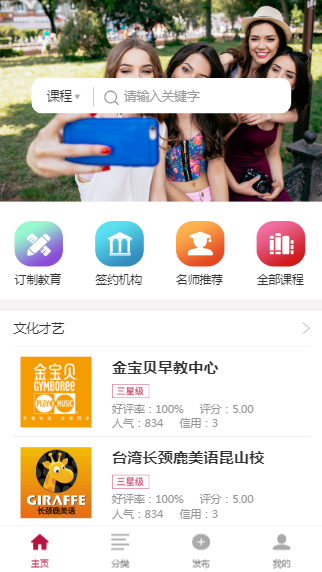 课程 请输入关键字
订制教育 签约机构 名师推荐 全部课程
文化才艺
金宝贝
GYMBOREE
PLAY MUSIC
金宝贝早教中心
三星级
好评率：100% 评分：5.00
人气：834 信用：3
GIRAFFE
长颈鹿美语
台湾长颈鹿美语昆山校
三星级
好评率：100% 评分：5.00
人气：834 信用：3
主页 分类 发布 我的